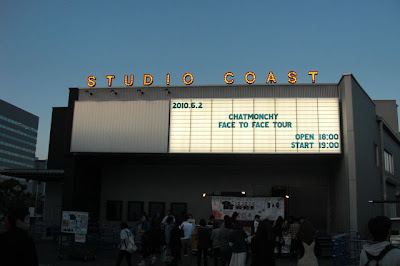 STUDIO COAST
2010.6.2
CHATMONCHY
FACE TO FACE TOUR
OPEN 18:00
START 19:00